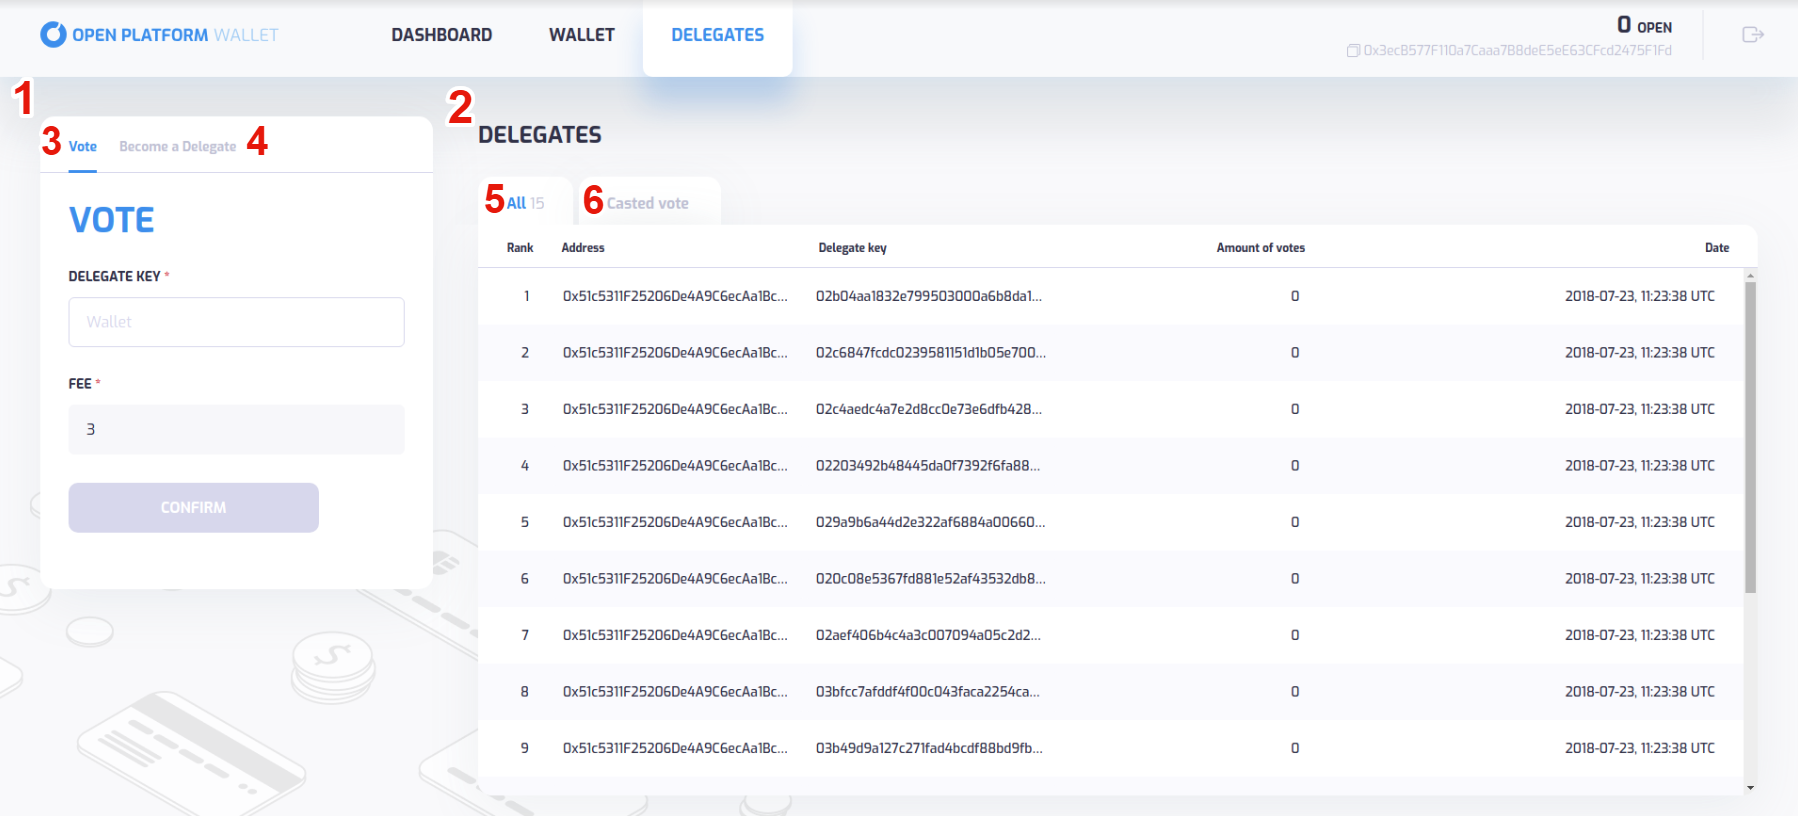 OPEN PLATFORM WALLET DASHBOARD WALLET DELEGATES 0 OPEN
0x3ecB577F110a7Caaa7B8deE5eE63CFcd2475F1Fd
1
2
3 Vote Become a Delegate 4
DELEGATES
VOTE
DELEGATE KEY *
Wallet
FEE *
3
CONFIRM
5 All 15 6 Casted vote
Rank Address Delegate key Amount of votes Date
1 0x51c5311F25206De4A9C6ecAa1Bc... 02b04aa1832e799503000a6b8da1... 0 2018-07-23, 11:23:38 UTC
2 0x51c5311F25206De4A9C6ecAa1Bc... 02c6847fcdc0239581151d1b05e700... 0 2018-07-23, 11:23:38 UTC
3 0x51c5311F25206De4A9C6ecAa1Bc... 02c4aedc4a7e2d8cc0e73e6dfb428... 0 2018-07-23, 11:23:38 UTC
4 0x51c5311F25206De4A9C6ecAa1Bc... 02203492b48445da0f7392f6fa88... 0 2018-07-23, 11:23:38 UTC
5 0x51c5311F25206De4A9C6ecAa1Bc... 029a9b6a44d2e322af6884a00660... 0 2018-07-23, 11:23:38 UTC
6 0x51c5311F25206De4A9C6ecAa1Bc... 020c08e5367fd881e52af43532db8... 0 2018-07-23, 11:23:38 UTC
7 0x51c5311F25206De4A9C6ecAa1Bc... 02aef406b4c4a3c007094a05c2d2... 0 2018-07-23, 11:23:38 UTC
8 0x51c5311F25206De4A9C6ecAa1Bc... 03bfcc7afddf4f00c043faca2254ca... 0 2018-07-23, 11:23:38 UTC
9 0x51c5311F25206De4A9C6ecAa1Bc... 03b49d9a127c271fad4bcdf88bd9fb... 0 2018-07-23, 11:23:38 UTC